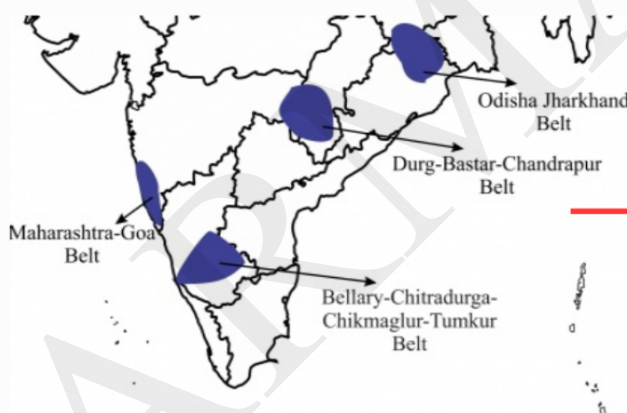 Odisha Jharkhand
Belt
Durg-Bastar-Chandrapur
Belt
Maharashtra-Goa
Belt
Bellary-Chitradurga-
Chikmaglur-Tumkur
Belt